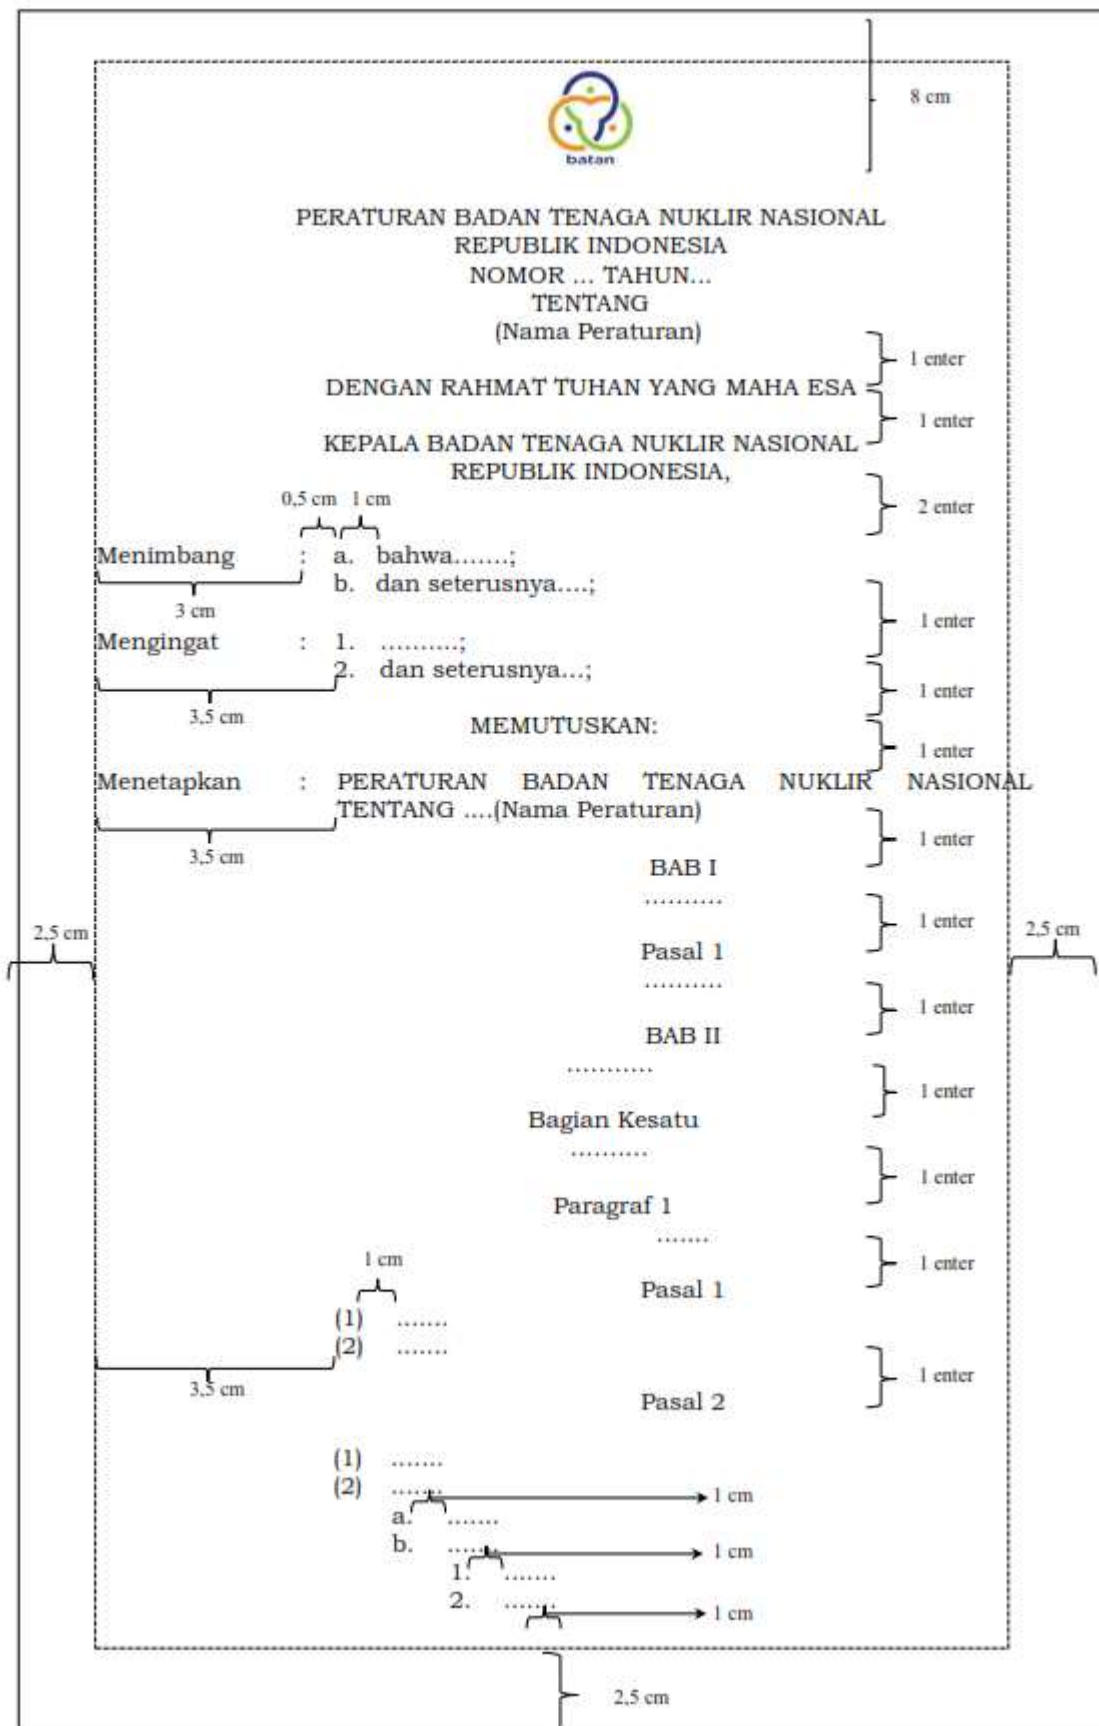 8 cm
batan
PERATURAN BADAN TENAGA NUKLIR NASIONAL
REPUBLIK INDONESIA
NOMOR ... TAHUN...
TENTANG
(Nama Peraturan)
1 enter
DENGAN RAHMAT TUHAN YANG MAHA ESA
1 enter
KEPALA BADAN TENAGA NUKLIR NASIONAL
REPUBLIK INDONESIA,
2 enter
0,5 cm 1 cm
Menimbang : a. bahwa.......;
b. dan seterusnya....;
3 cm
1 enter
Mengingat : 1. ..........;
2. dan seterusnya...;
1 enter
3,5 cm
MEMUTUSKAN:
1 enter
Menetapkan : PERATURAN BADAN TENAGA NUKLIR NASIONAL
TENTANG ....(Nama Peraturan)
1 enter
3,5 cm
BAB I
..........
1 enter
2,5 cm
2,5 cm
Pasal 1
..........
1 enter
BAB II
...........
1 enter
Bagian Kesatu
..........
1 enter
Paragraf 1
.......
1 enter
1 cm
Pasal 1
(1) .......
(2) .......
1 enter
3,5 cm
Pasal 2
(1) .......
(2) .......
1 cm
a. .......
b. .......
1 cm
1. .......
2. .......
1 cm
2,5 cm